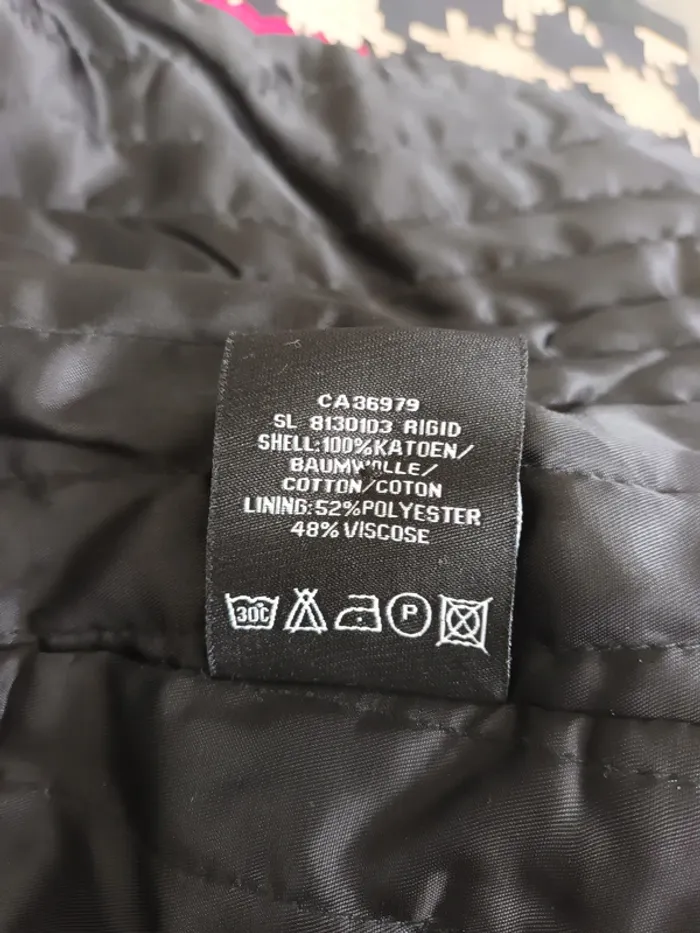 CA36979
SL 8130103 RIGID
SHELL:100%KATOEN/
BAUMWOLLE/
COTTON/COTON
LINING:52%POLYESTER
48%VISCOSE
30C P